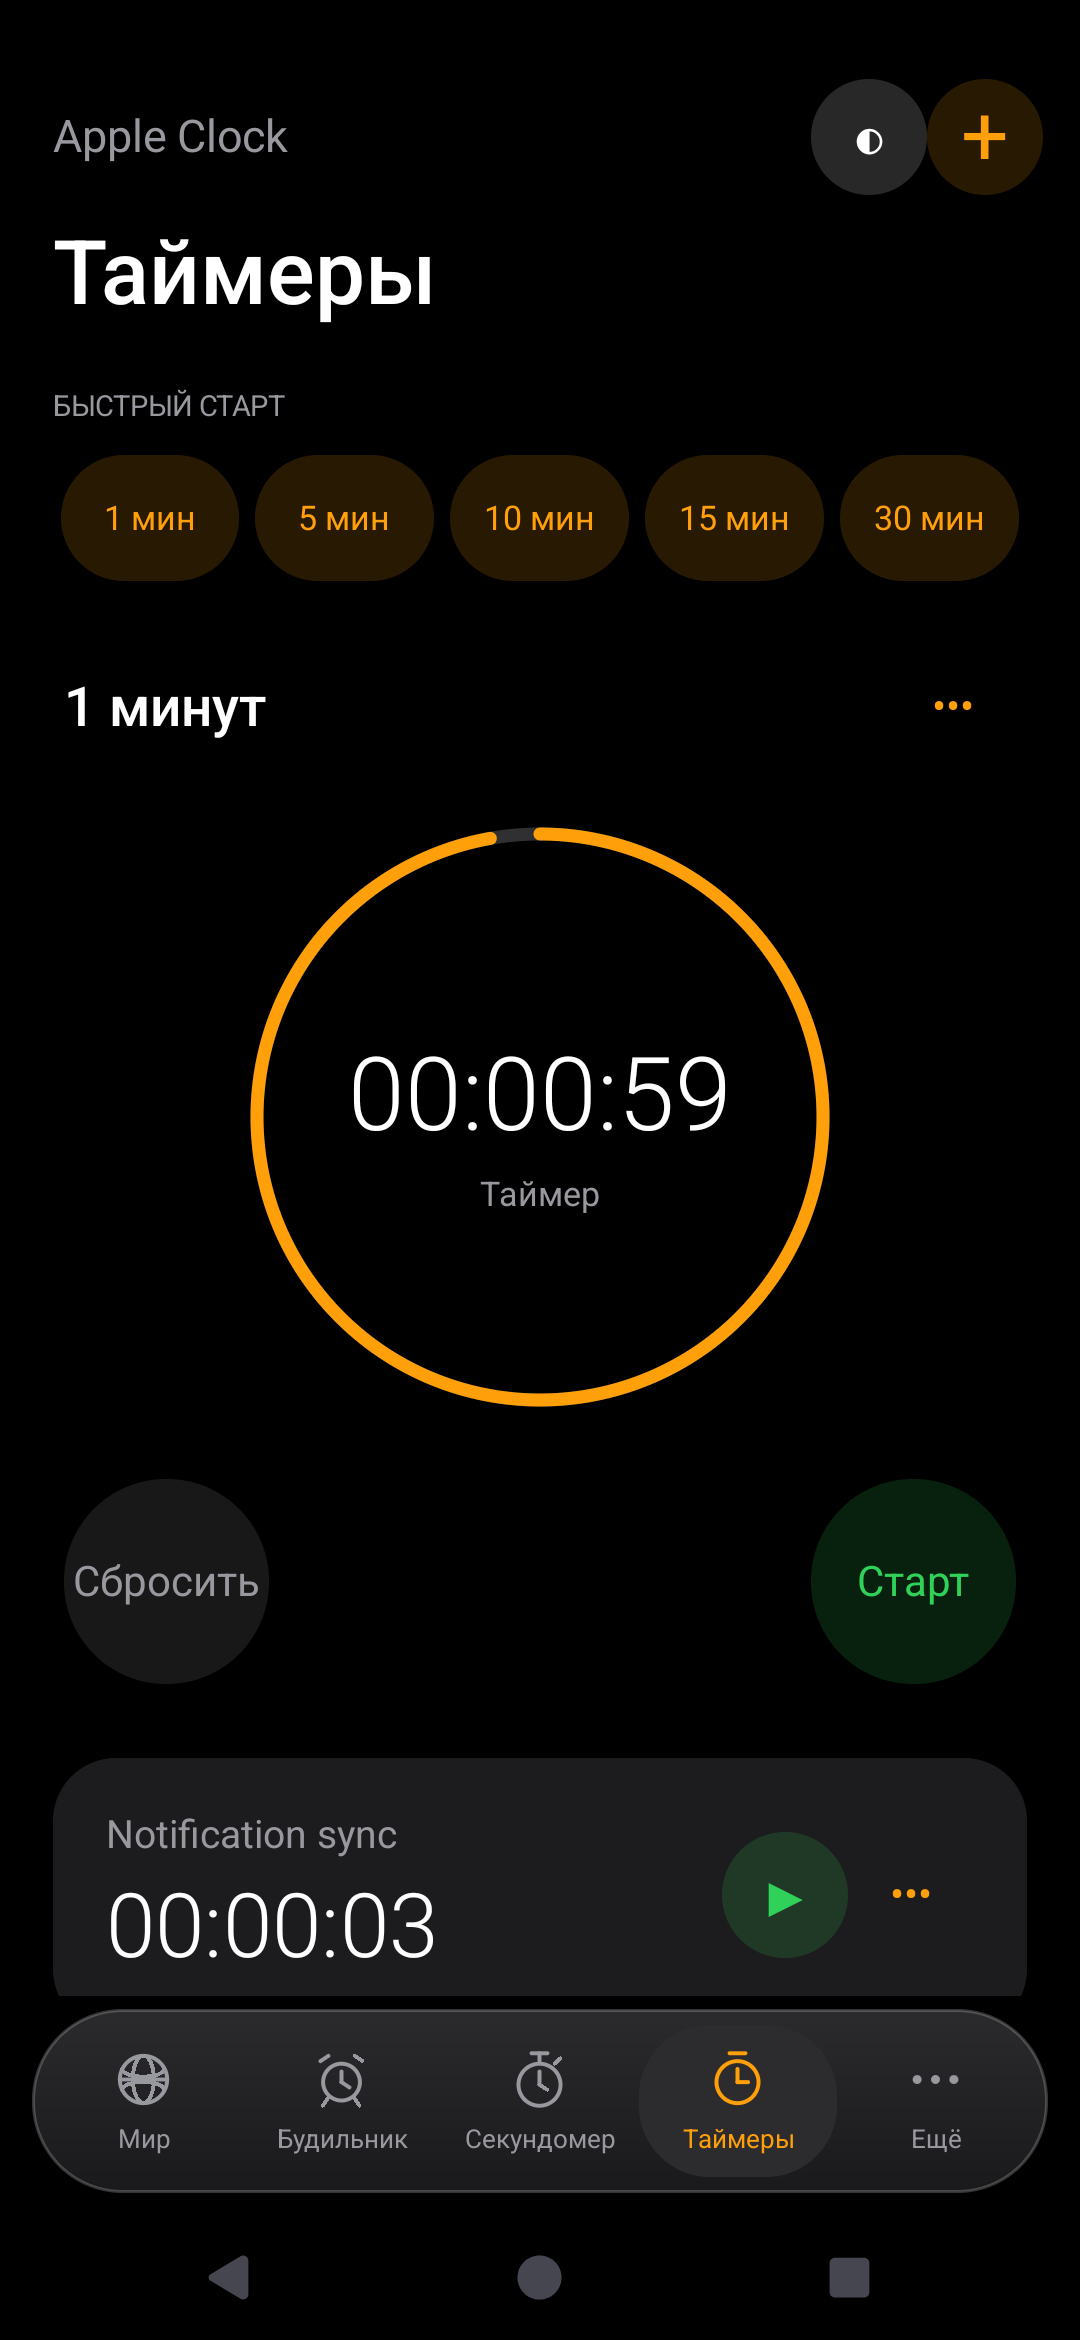 Apple Clock
Таймеры
БЫСТРЫЙ СТАРТ
1 мин 5 мин 10 мин 15 мин 30 мин
1 минут
00:00:59
Таймер
Сбросить Старт
Notification sync
00:00:03
Мир Будильник Секундомер Таймеры Ещё